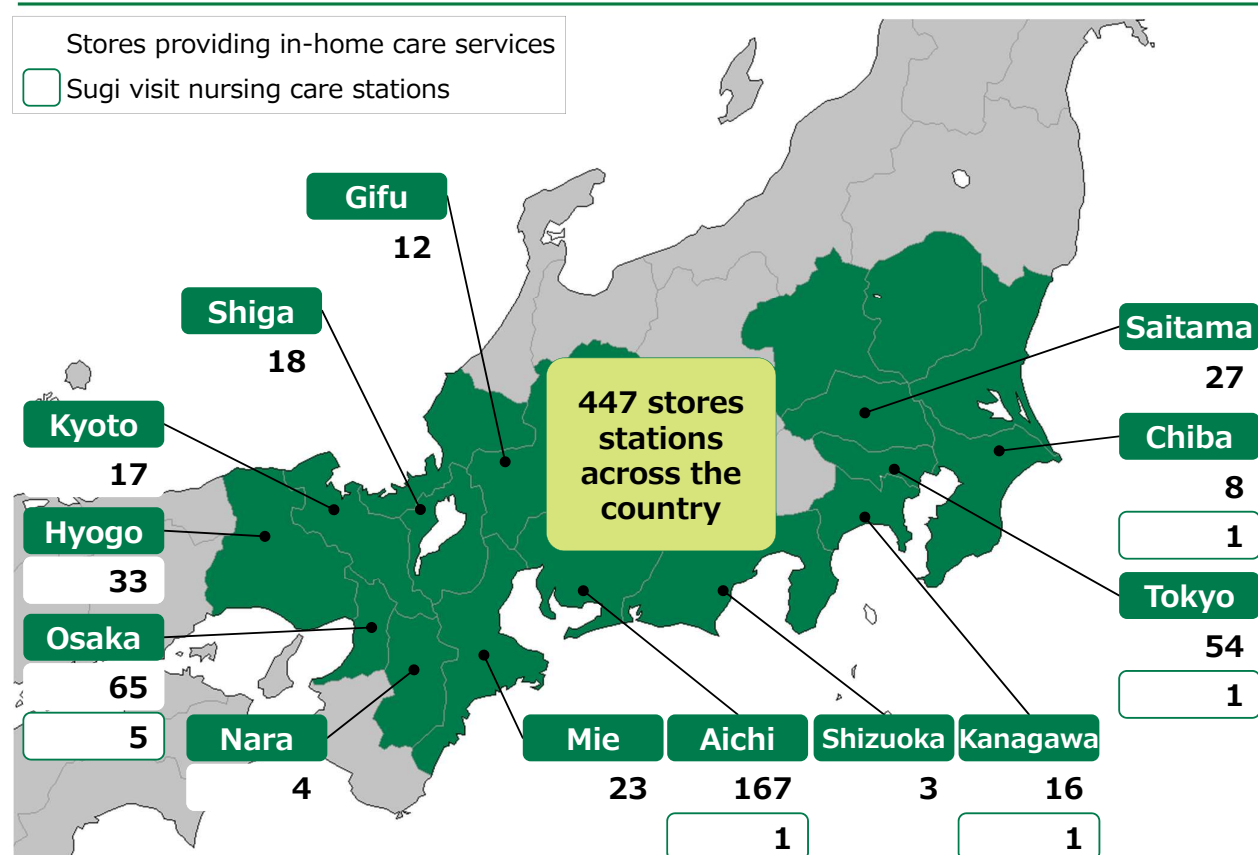 Stores providing in-home care services
Sugi visit nursing care stations
Gifu
12
Shiga
18
Kyoto
17
Hyogo
33
Osaka
65
5
Nara
4
Mie
23
Aichi
167
1
Shizuoka
3
Kanagawa
16
1
447 stores
stations
across the
country
Saitama
27
Chiba
8
1
Tokyo
54
1